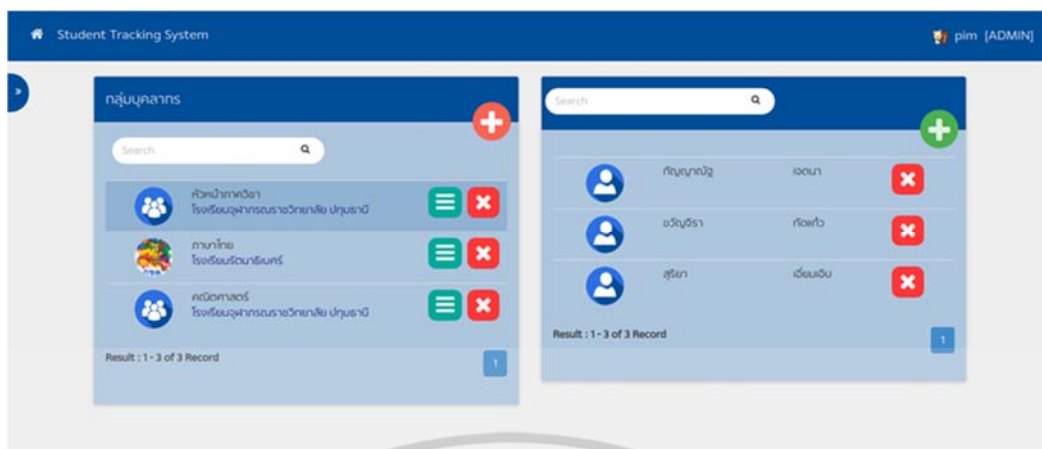 Student Tracking System
pim [ADMIN]
»
กลุ่มบุคลากร
Search
หัวหน้าภาควิชา
โรงเรียนจุฬาภรณราชวิทยาลัย ปทุมธานี
ภาษาไทย
โรงเรียนรัตนาธิเบศร์
คณิตศาสตร์
โรงเรียนจุฬาภรณราชวิทยาลัย ปทุมธานี
Result : 1 - 3 of 3 Record
1
Search
กัญญาณัฐ เจตนา
ขวัญจิรา กัดแก้ว
สุริยา เอี่ยมเอิบ
Result : 1 - 3 of 3 Record
1